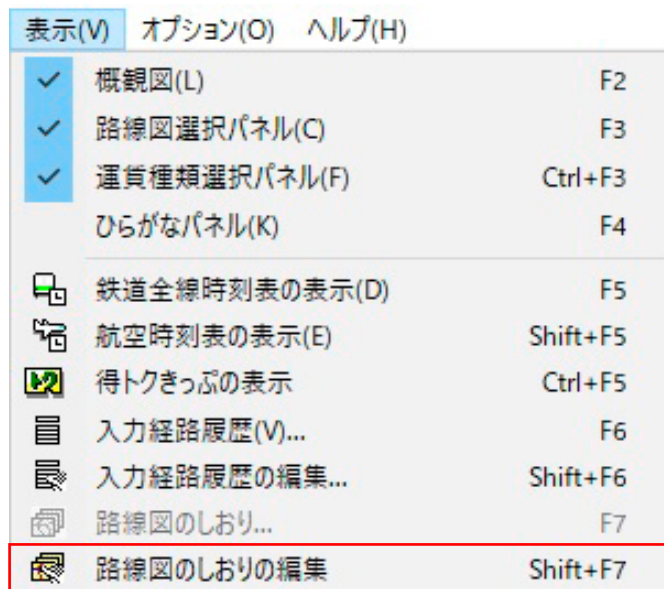 表示(V) オプション(O) ヘルプ(H)
概観図(L) F2
路線図選択パネル(C) F3
運賃種類選択パネル(F) Ctrl+F3
ひらがなパネル(K) F4
鉄道全線時刻表の表示(D) F5
航空時刻表の表示(E) Shift+F5
得トクきっぷの表示 Ctrl+F5
入力経路履歴(V)... F6
入力経路履歴の編集... Shift+F6
路線図のしおり... F7
路線図のしおりの編集 Shift+F7